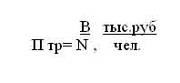 В тыс.руб
П тр= N , чел.